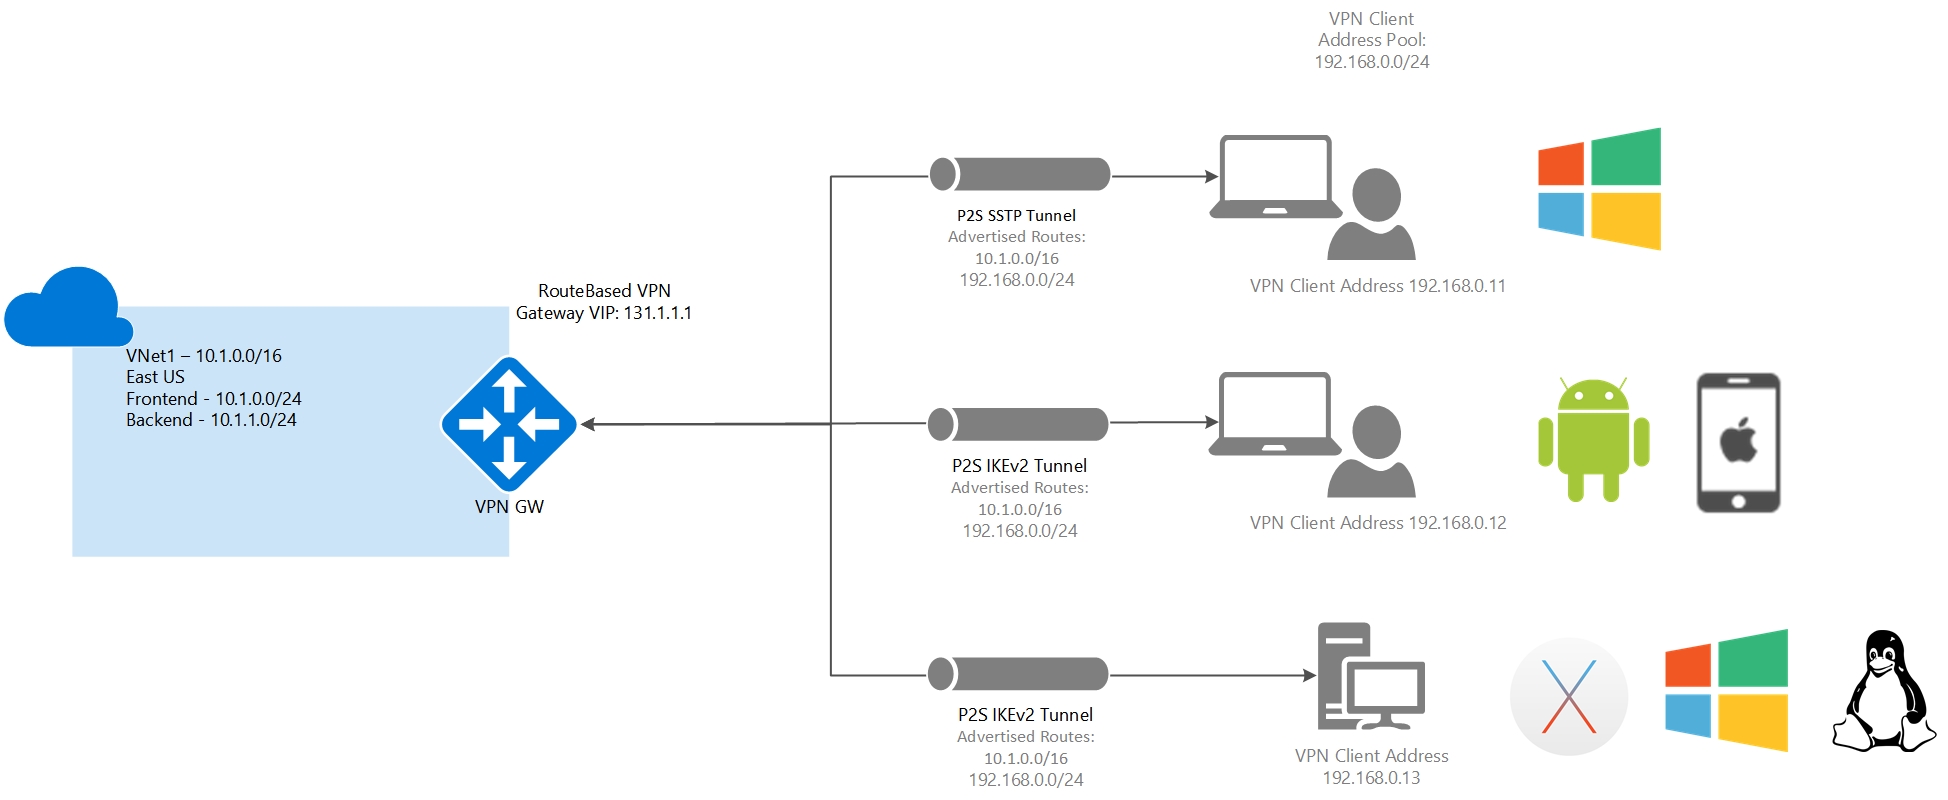 VPN Client
Address Pool:
192.168.0.0/24
P2S SSTP Tunnel
Advertised Routes:
10.1.0.0/16
192.168.0.0/24
VPN Client Address 192.168.0.11
RouteBased VPN
Gateway VIP: 131.1.1.1
VNet1 – 10.1.0.0/16
East US
Frontend - 10.1.0.0/24
Backend - 10.1.1.0/24
VPN GW
P2S IKEv2 Tunnel
Advertised Routes:
10.1.0.0/16
192.168.0.0/24
VPN Client Address 192.168.0.12
P2S IKEv2 Tunnel
Advertised Routes:
10.1.0.0/16
192.168.0.0/24
VPN Client Address
192.168.0.13